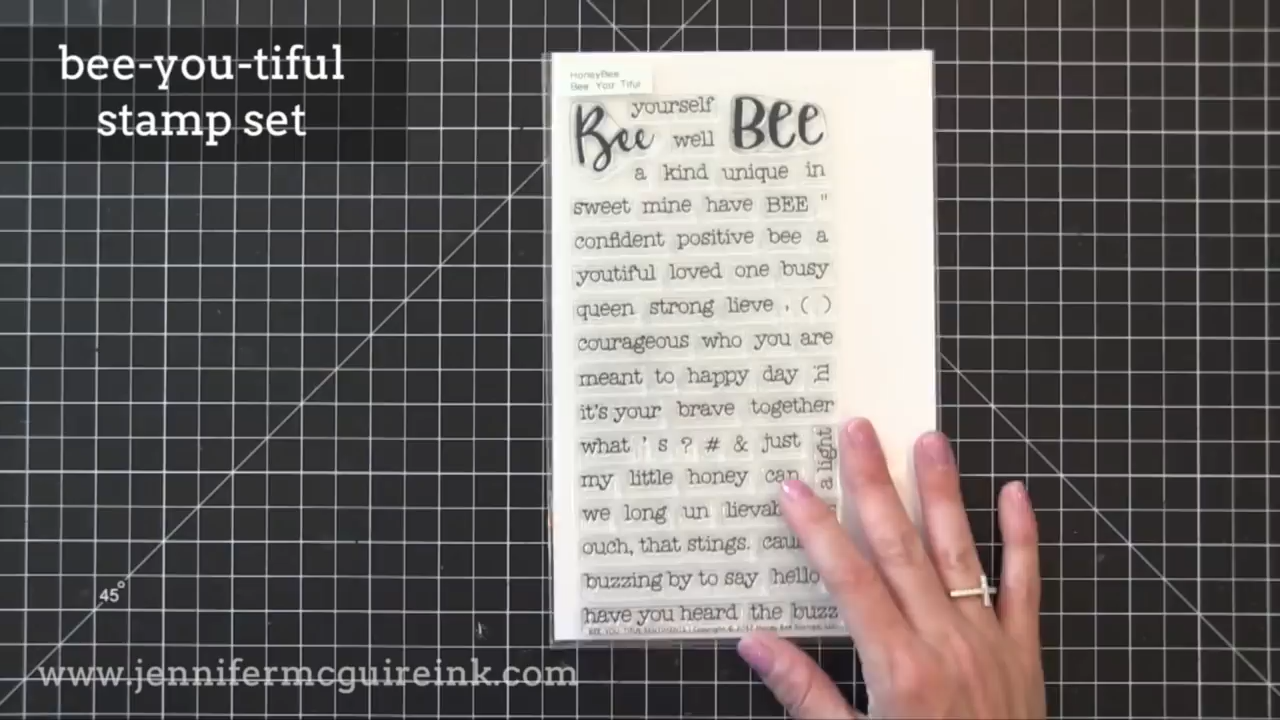 bee-you-tiful
stamp set
HoneyBee
Bee You Tiful
yourself
Bee well BEE
a kind unique in
sweet mine have BEE "
confident positive bee a
youtiful loved one busy
queen strong lieve , ( )
courageous who you are
meant to happy day
it's your brave together
what ' s ? # & just
a light
my little honey can
we long un
ouch, that stings.
buzzing by to say hello
have you heard the buzz
45°
www.jennifermcguireink.com